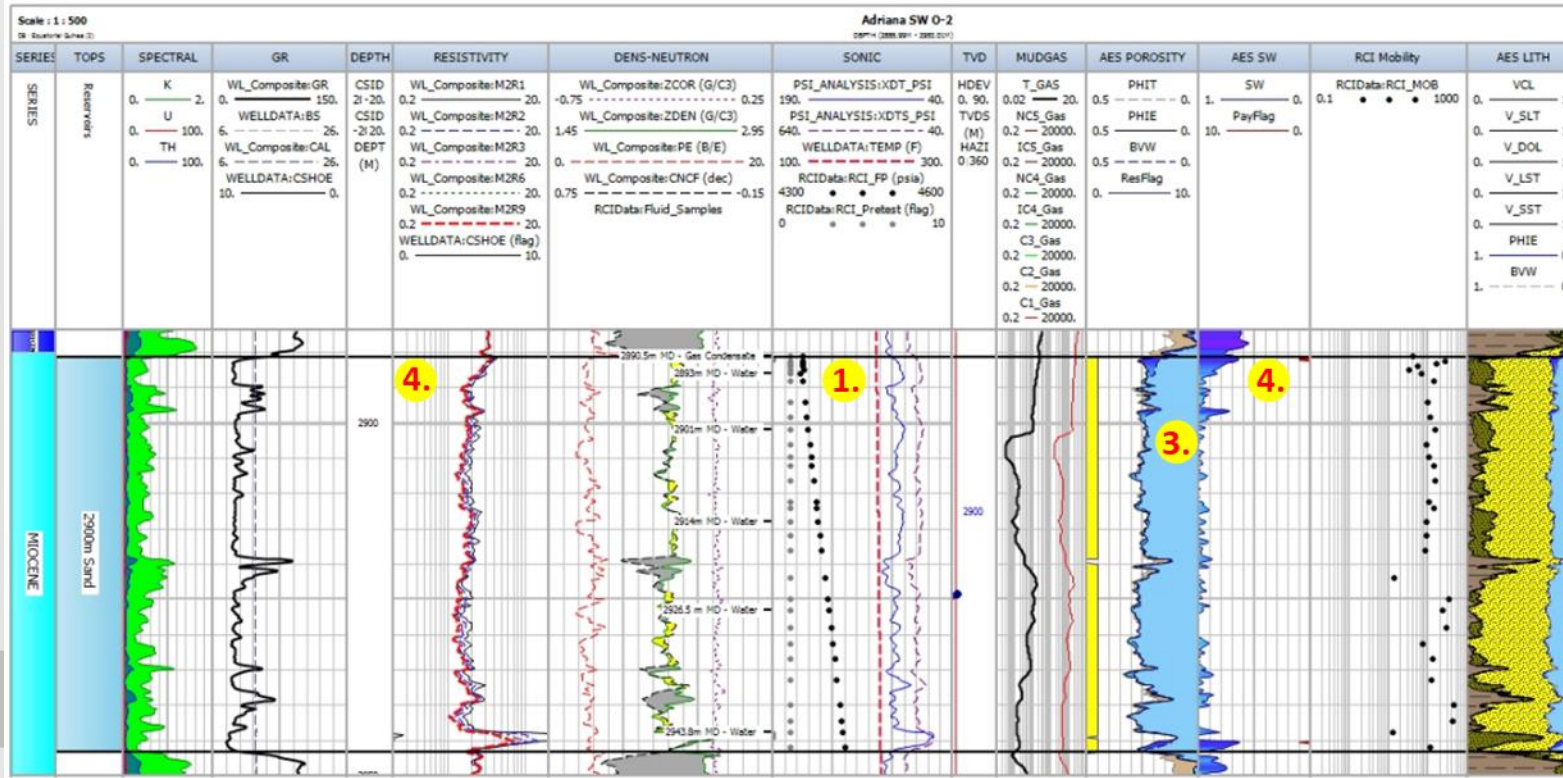 Scale : 1 : 500
Adriana SW O-2
SERIES TOPS SPECTRAL GR DEPTH RESISTIVITY DENS-NEUTRON SONIC TVD MUDGAS AES POROSITY AES SW RCI Mobility AES LITH
SERIES
Reservoirs
K
0. 2.
U
0. 100.
TH
0. 100.
WL_Composite:GR
0. 150.
WELLDATA:BS
6. 26.
WL_Composite:CAL
6. 26.
WELLDATA:CSHOE
10. 0.
CSID
CSID
DEPT
(M)
WL_Composite:M2R1
0.2 20.
WL_Composite:M2R2
0.2 20.
WL_Composite:M2R3
0.2 20.
WL_Composite:M2R6
0.2 20.
WL_Composite:M2R9
0.2 20.
WELLDATA:CSHOE (flag)
0. 10.
WL_Composite:ZCOR (G/C3)
-0.75 0.25
WL_Composite:ZDEN (G/C3)
1.45 2.95
WL_Composite:PE (B/E)
0. 20.
WL_Composite:CNCF (dec)
0.75 -0.15
RCIData:Fluid_Samples
PSI_ANALYSIS:XDT_PSI
190. 40.
PSI_ANALYSIS:XDTS_PSI
640. 40.
WELLDATA:TEMP (F)
100. 300.
RCIData:RCI_FP (psia)
4300 4600
RCIData:RCI_Pretest (flag)
0 10
HDEV
0. 90.
TVDS
(M)
HAZI
0 360
T_GAS
0.02 20.
NC5_Gas
0.2 20000.
IC5_Gas
0.2 20000.
NC4_Gas
0.2 20000.
IC4_Gas
0.2 20000.
C3_Gas
0.2 20000.
C2_Gas
0.2 20000.
C1_Gas
0.2 20000.
PHIT
0.5 0.
PHIE
0.5 0.
BVW
0.5 0.
ResFlag
0. 10.
SW
1. 0.
PayFlag
10. 0.
RCIData:RCI_MOB
0.1 1000
VCL
0.
V_SLT
0.
V_DOL
0.
V_LST
0.
V_SST
0.
PHIE
1.
BVW
1.
MIOCENE
2900m Sand
2900
2890.5m MD - Gas Condensate
2893m MD - Water
2901m MD - Water
2914m MD - Water
2926.5 m MD - Water
2943.8m MD - Water
2900
4.
1.
3.
4.